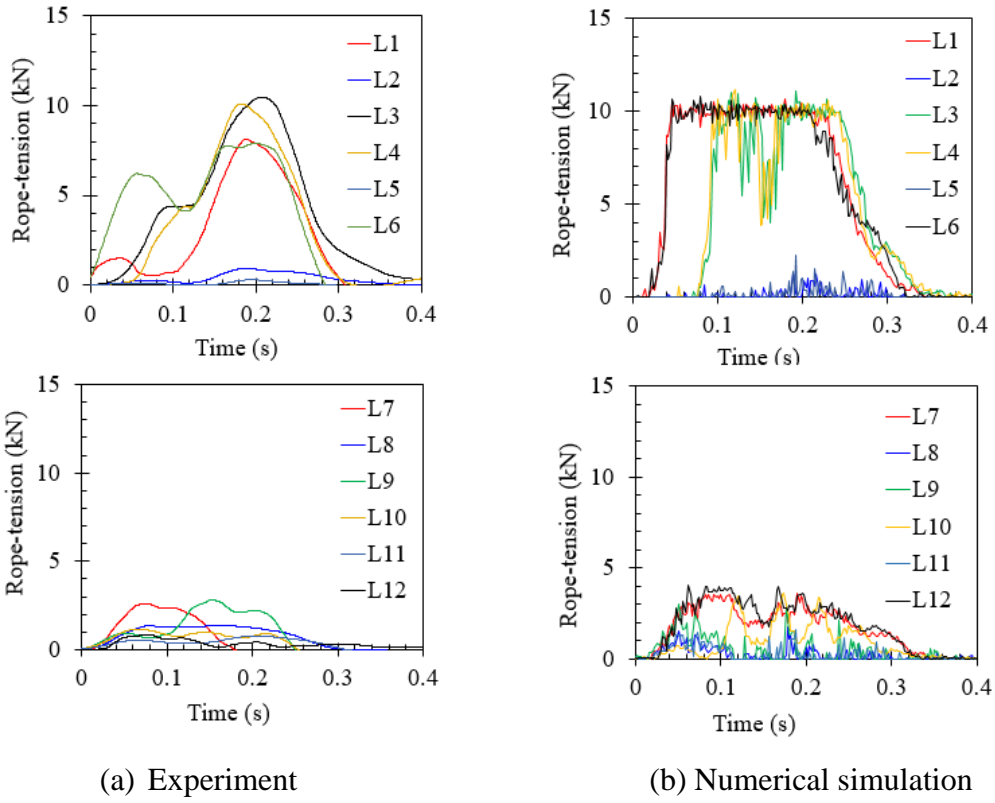 15
10
5
0
Rope-tension (kN)
0 0.1 0.2 0.3 0.4
Time (s)
L1
L2
L3
L4
L5
L6
15
10
5
0
Rope-tension (kN)
0 0.1 0.2 0.3 0.4
Time (s)
L1
L2
L3
L4
L5
L6
15
10
5
0
Rope-tension (kN)
0 0.1 0.2 0.3 0.4
Time (s)
L7
L8
L9
L10
L11
L12
15
10
5
0
Rope-tension (kN)
0 0.1 0.2 0.3 0.4
Time (s)
L7
L8
L9
L10
L11
L12
(a) Experiment
(b) Numerical simulation